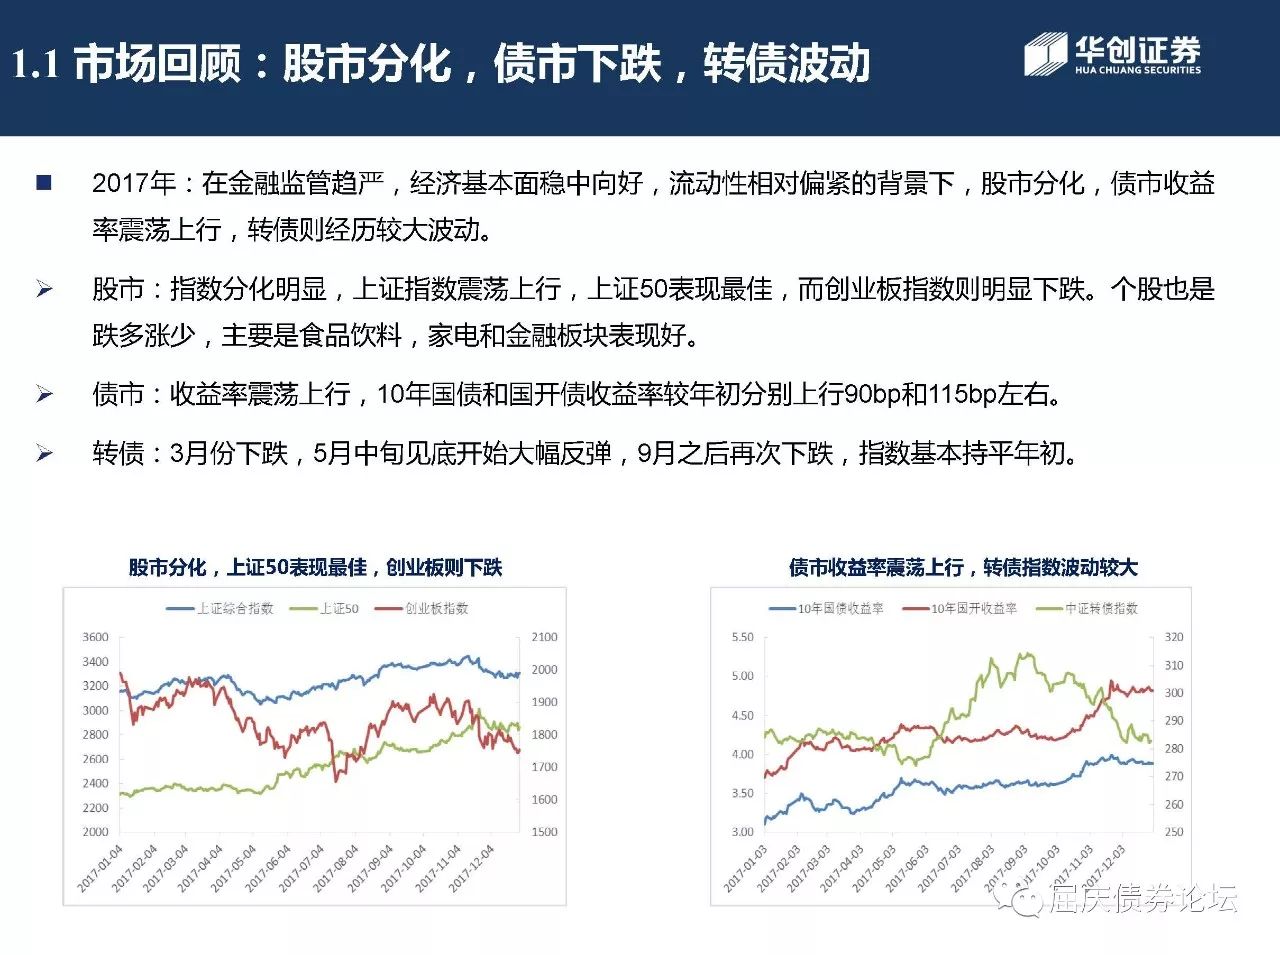 1.1 市场回顾：股市分化，债市下跌，转债波动
华创证券
HUA CHUANG SECURITIES
2017年：在金融监管趋严，经济基本面稳中向好，流动性相对偏紧的背景下，股市分化，债市收益
率震荡上行，转债则经历较大波动。
股市：指数分化明显，上证指数震荡上行，上证50表现最佳，而创业板指数则明显下跌。个股也是
跌多涨少，主要是食品饮料，家电和金融板块表现好。
债市：收益率震荡上行，10年国债和国开债收益率较年初分别上行90bp和115bp左右。
转债：3月份下跌，5月中旬见底开始大幅反弹，9月之后再次下跌，指数基本持平年初。
股市分化，上证50表现最佳，创业板则下跌
上证综合指数 上证50 创业板指数
3600 2100
3400 2000
3200 1900
3000 1800
2800 1700
2600 1600
2400 1500
2200
2000
2017-01-04 2017-02-04 2017-03-04 2017-04-04 2017-05-04 2017-06-04 2017-07-04 2017-08-04 2017-09-04 2017-10-04 2017-11-04 2017-12-04
债市收益率震荡上行，转债指数波动较大
10年国债收益率 10年国开收益率 中证转债指数
5.50 320
5.00 310
4.50 300
4.00 290
3.50 280
3.00 270
260
250
2017-01-03 2017-02-03 2017-03-03 2017-04-03 2017-05-03 2017-06-03 2017-07-03 2017-08-03 2017-09-03 2017-10-03 2017-11-03 2017-12-03
屈庆债券论坛